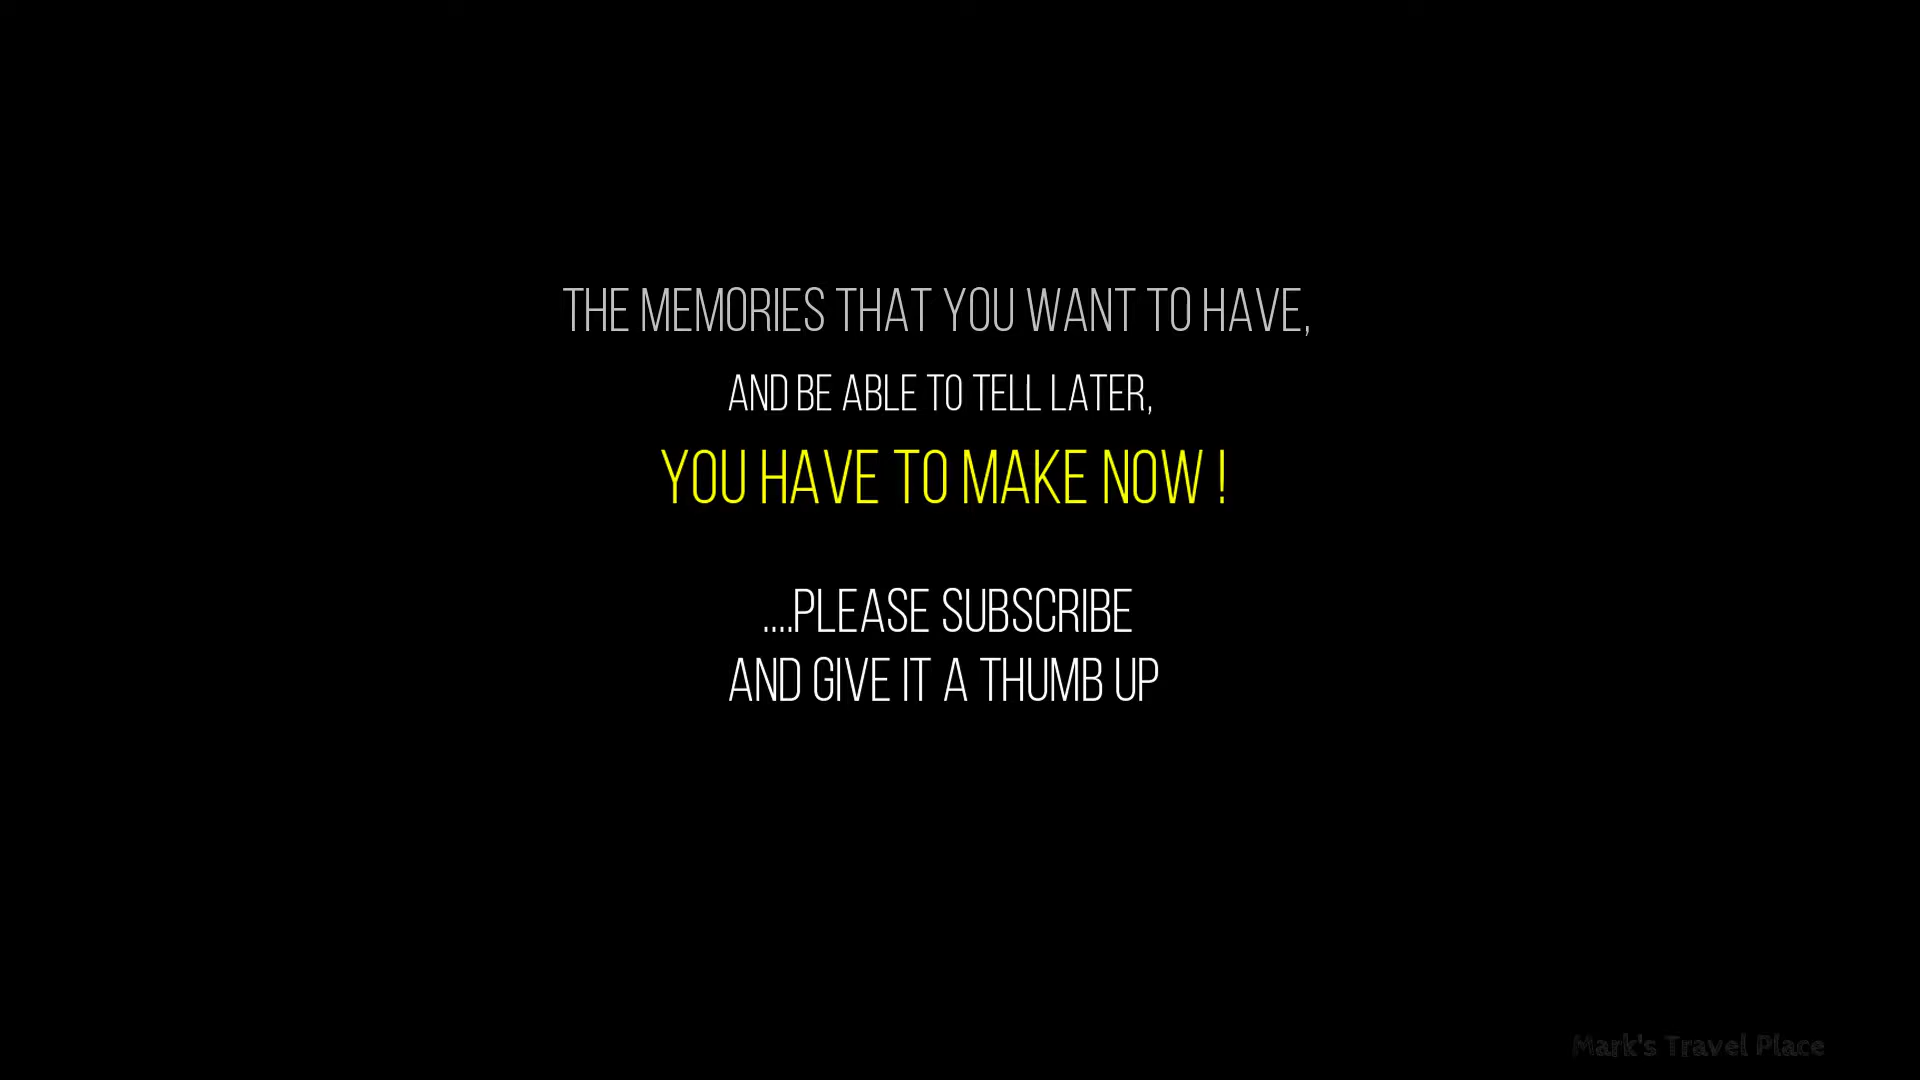 THE MEMORIES THAT YOU WANT TO HAVE,
AND BE ABLE TO TELL LATER,
YOU HAVE TO MAKE NOW !
....PLEASE SUBSCRIBE
AND GIVE IT A THUMB UP
Mark's Travel Place